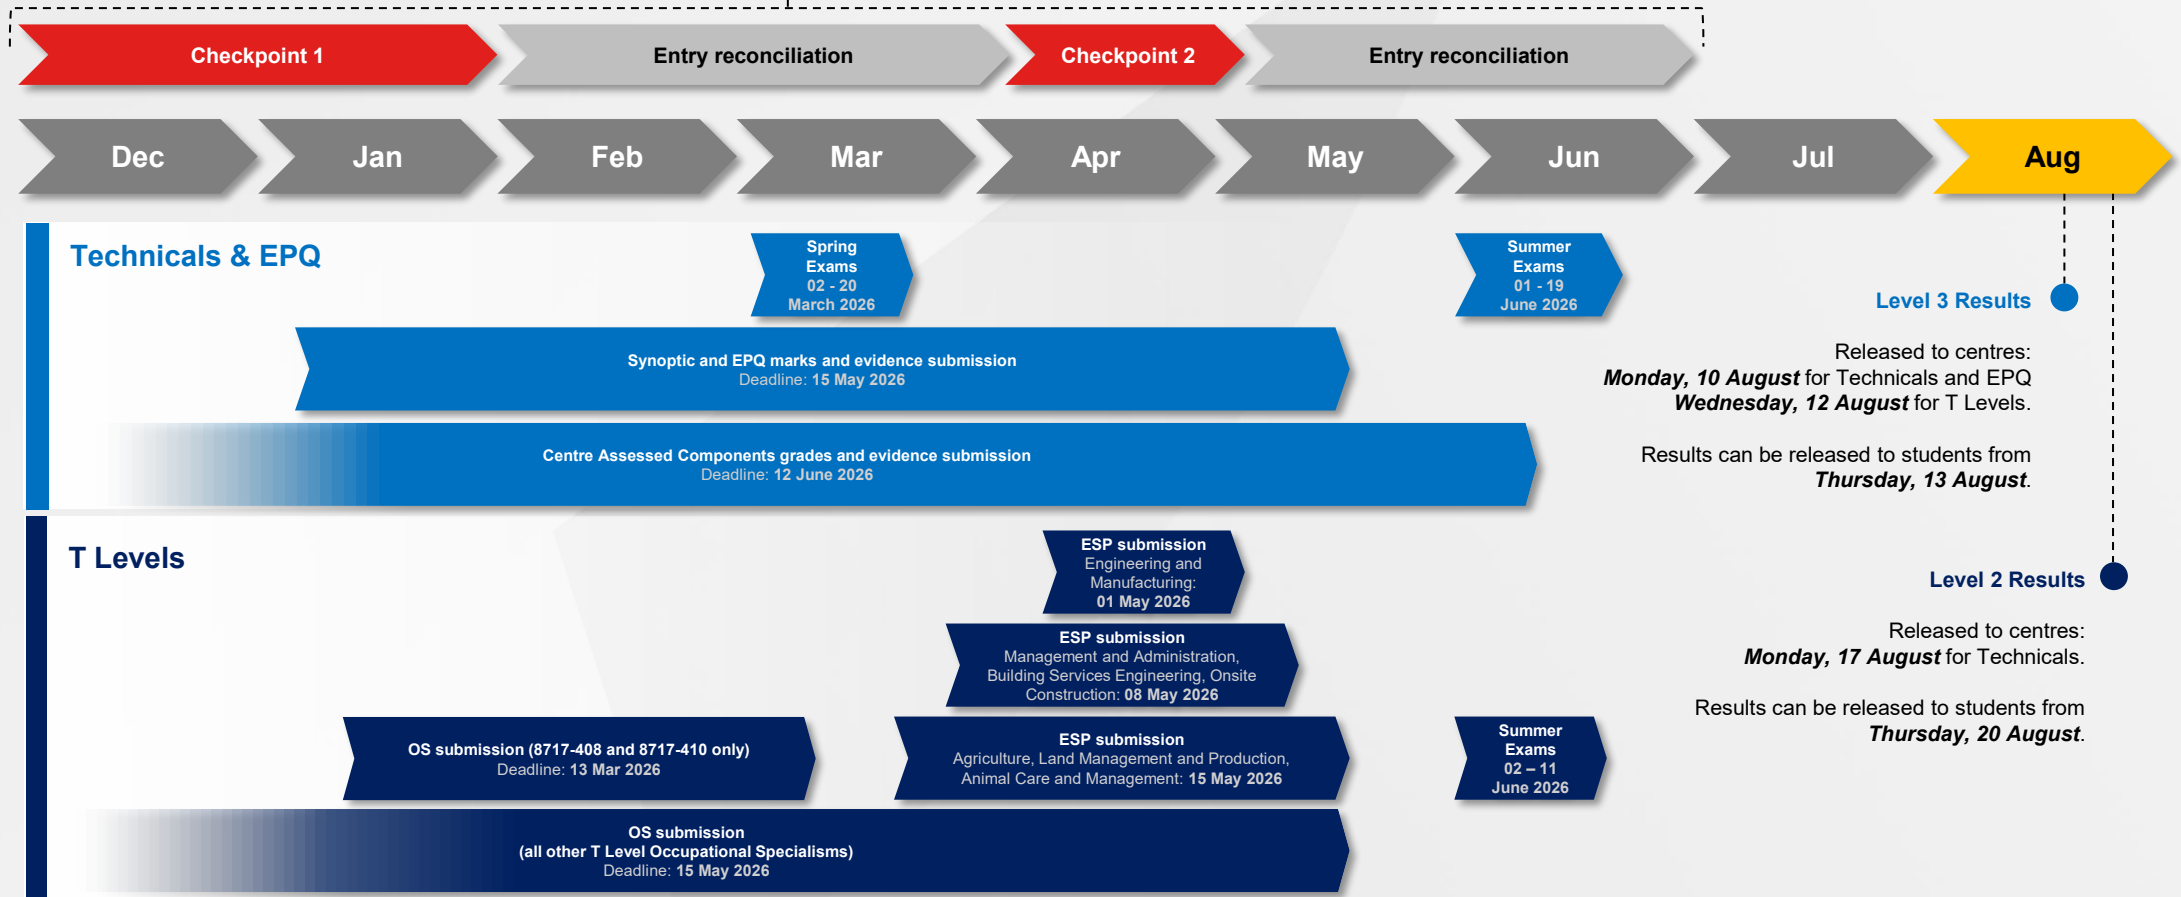 Checkpoint 1
Entry reconciliation
Checkpoint 2
Entry reconciliation
Dec
Jan
Feb
Mar
Apr
May
Jun
Jul
Aug
Technicals & EPQ
Spring
Exams
02 - 20
March 2026
Summer
Exams
01 - 19
June 2026
Synoptic and EPQ marks and evidence submission
Deadline: 15 May 2026
Centre Assessed Components grades and evidence submission
Deadline: 12 June 2026
Level 3 Results
Released to centres:
Monday, 10 August for Technicals and EPQ
Wednesday, 12 August for T Levels.
Results can be released to students from
Thursday, 13 August.
T Levels
ESP submission
Engineering and
Manufacturing:
01 May 2026
ESP submission
Management and Administration,
Building Services Engineering, Onsite
Construction: 08 May 2026
OS submission (8717-408 and 8717-410 only)
Deadline: 13 Mar 2026
ESP submission
Agriculture, Land Management and Production,
Animal Care and Management: 15 May 2026
Summer
Exams
02 – 11
June 2026
OS submission
(all other T Level Occupational Specialisms)
Deadline: 15 May 2026
Level 2 Results
Released to centres:
Monday, 17 August for Technicals.
Results can be released to students from
Thursday, 20 August.